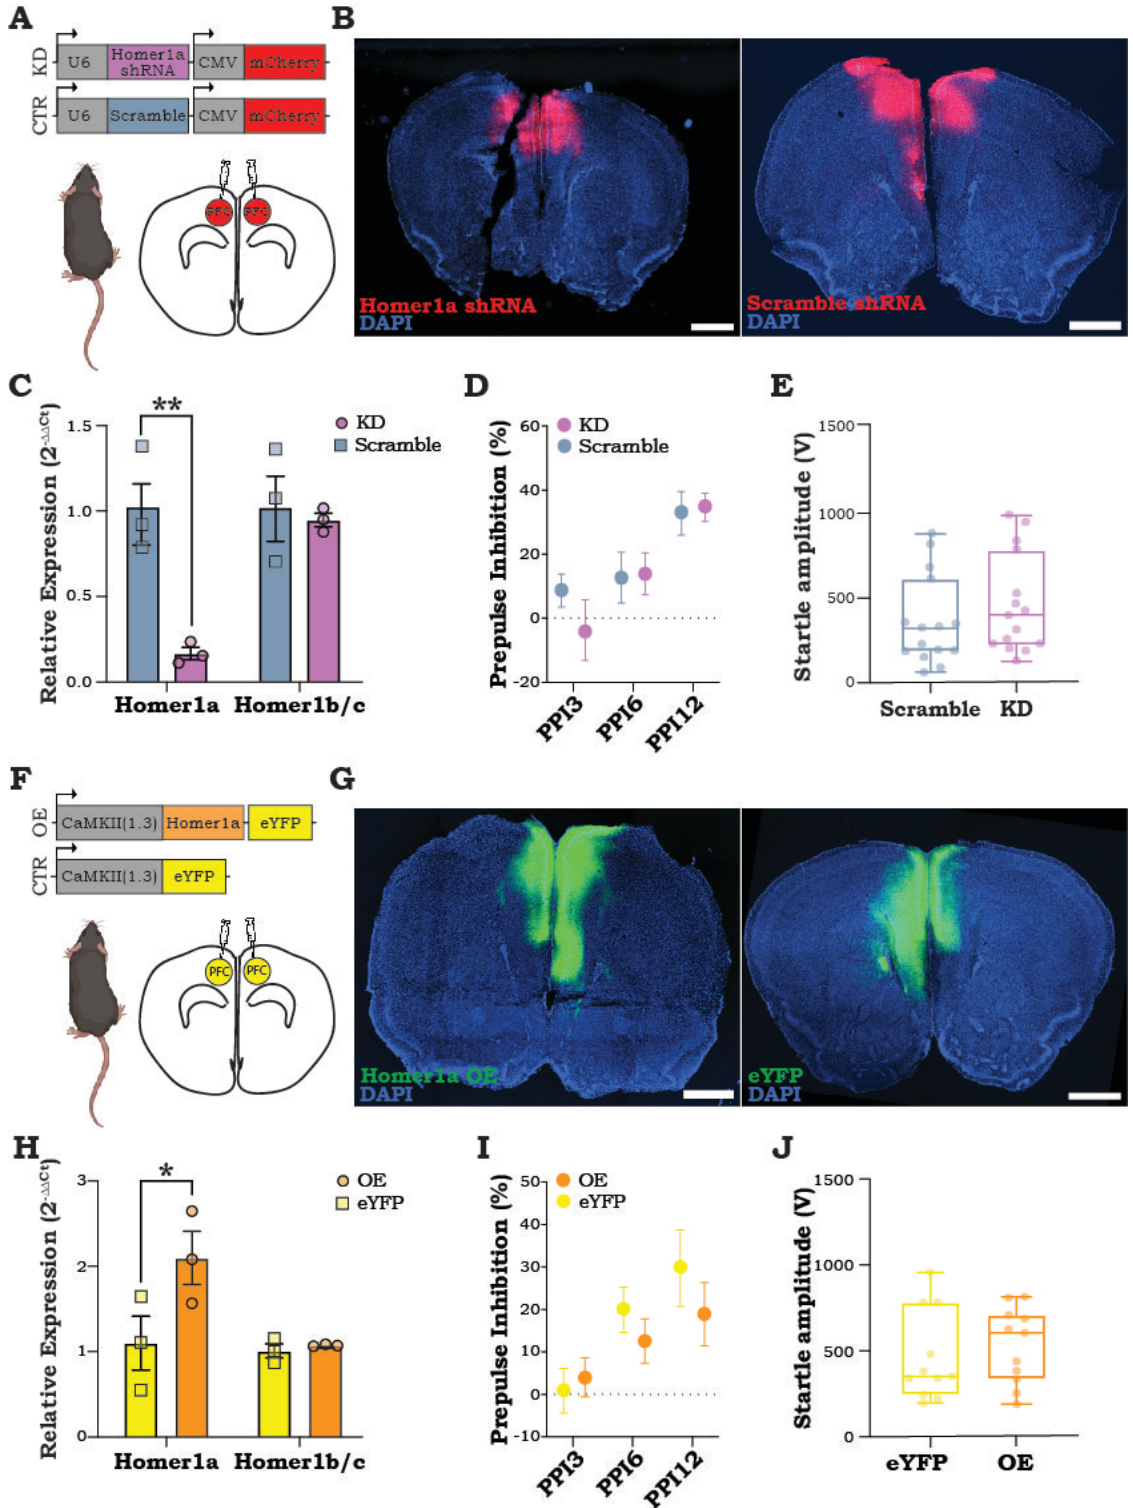 A
KD
U6
Homer1a
shRNA
CMV
mCherry
CTR
U6
Scramble
CMV
mCherry
PFC
PFC
B
Homer1a shRNA
DAPI
Scramble shRNA
DAPI
C
Relative Expression (2-ΔΔCt)
1.5
1.0
0.5
0.0
**
KD
Scramble
Homer1a
Homer1b/c
D
Prepulse Inhibition (%)
60
40
20
0
-20
KD
Scramble
PPI3
PPI6
PPI12
E
Startle amplitude (V)
1500
1000
500
0
Scramble
KD
F
OE
CaMKII(1.3)
Homer1a
eYFP
CTR
CaMKII(1.3)
eYFP
PFC
PFC
G
Homer1a OE
DAPI
eYFP
DAPI
H
Relative Expression (2-ΔΔCt)
3
2
1
0
*
OE
eYFP
Homer1a
Homer1b/c
I
Prepulse Inhibition (%)
50
40
30
20
10
0
-10
OE
eYFP
PPI3
PPI6
PPI12
J
Startle amplitude (V)
1500
1000
500
0
eYFP
OE